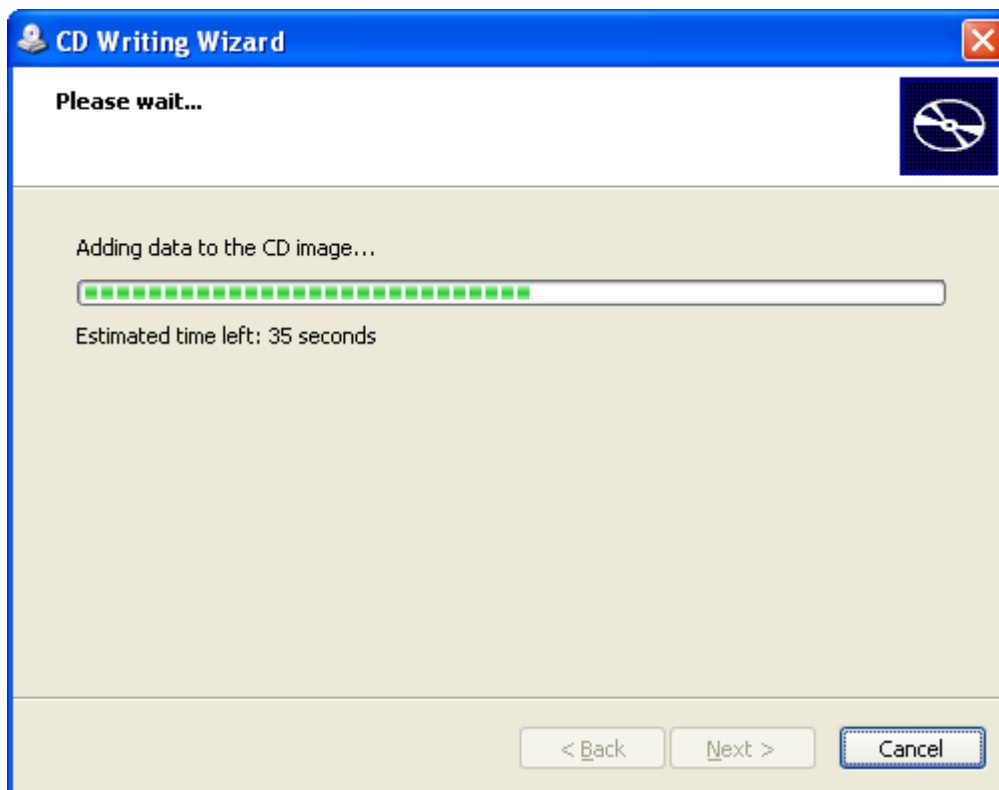 CD Writing Wizard
Please wait...
Adding data to the CD image...
Estimated time left: 35 seconds
< Back
Next >
Cancel